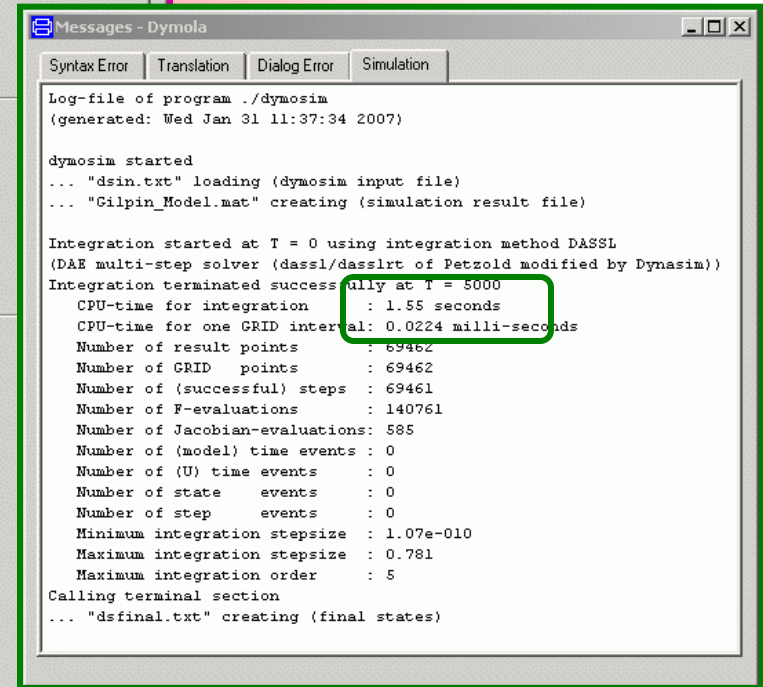 Messages - Dymola
Syntax Error Translation Dialog Error Simulation
Log-file of program ./dymosim
(generated: Wed Jan 31 11:37:34 2007)
dymosim started
... "dsin.txt" loading (dymosim input file)
... "Gilpin_Model.mat" creating (simulation result file)
Integration started at T = 0 using integration method DASSL
(DAE multi-step solver (dassl/dasslrt of Petzold modified by Dynasim))
Integration terminated successfully at T = 5000
CPU-time for integration : 1.55 seconds
CPU-time for one GRID interval: 0.0224 milli-seconds
Number of result points : 69462
Number of GRID points : 69462
Number of (successful) steps : 69461
Number of F-evaluations : 140761
Number of Jacobian-evaluations: 585
Number of (model) time events : 0
Number of (U) time events : 0
Number of state events : 0
Number of step events : 0
Minimum integration stepsize : 1.07e-010
Maximum integration stepsize : 0.781
Maximum integration order : 5
Calling terminal section
... "dsfinal.txt" creating (final states)